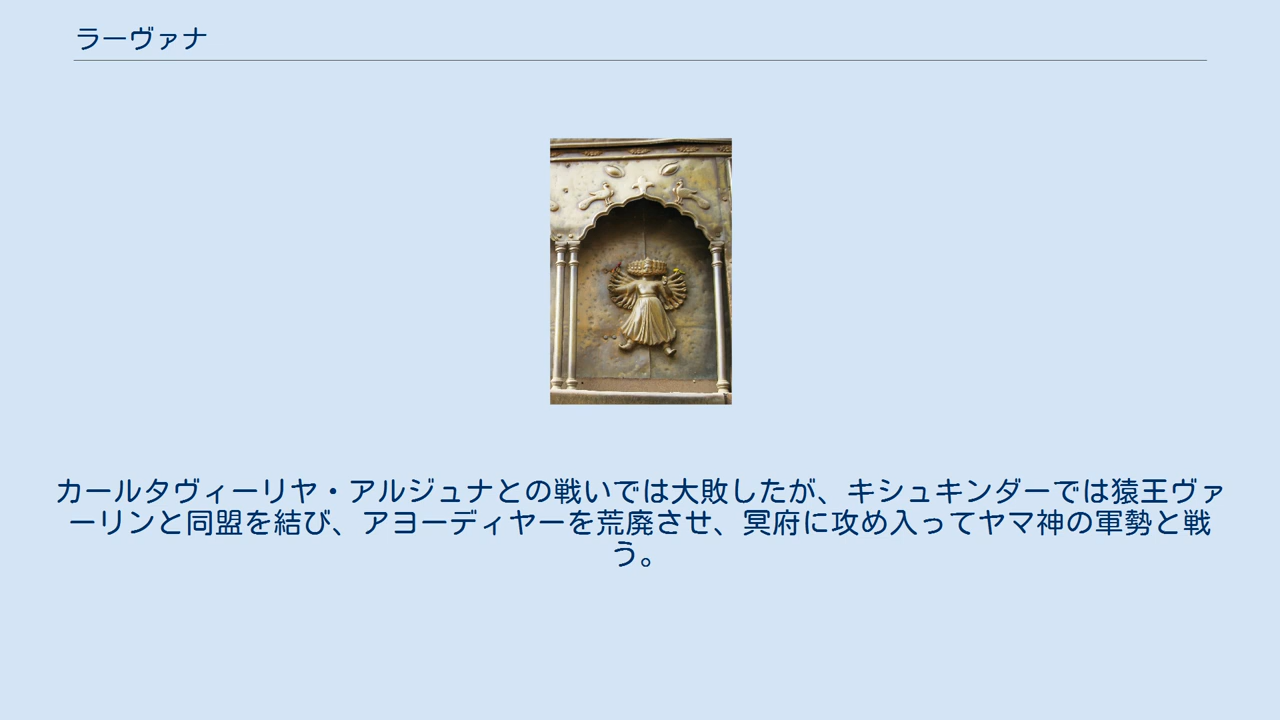 ラーヴァナ
カールタヴィーリヤ・アルジュナとの戦いでは大敗したが、キシュキンダーでは猿王ヴァ
ーリンと同盟を結び、アヨーディヤーを荒廃させ、冥府に攻め入ってヤマ神の軍勢と戦
う。